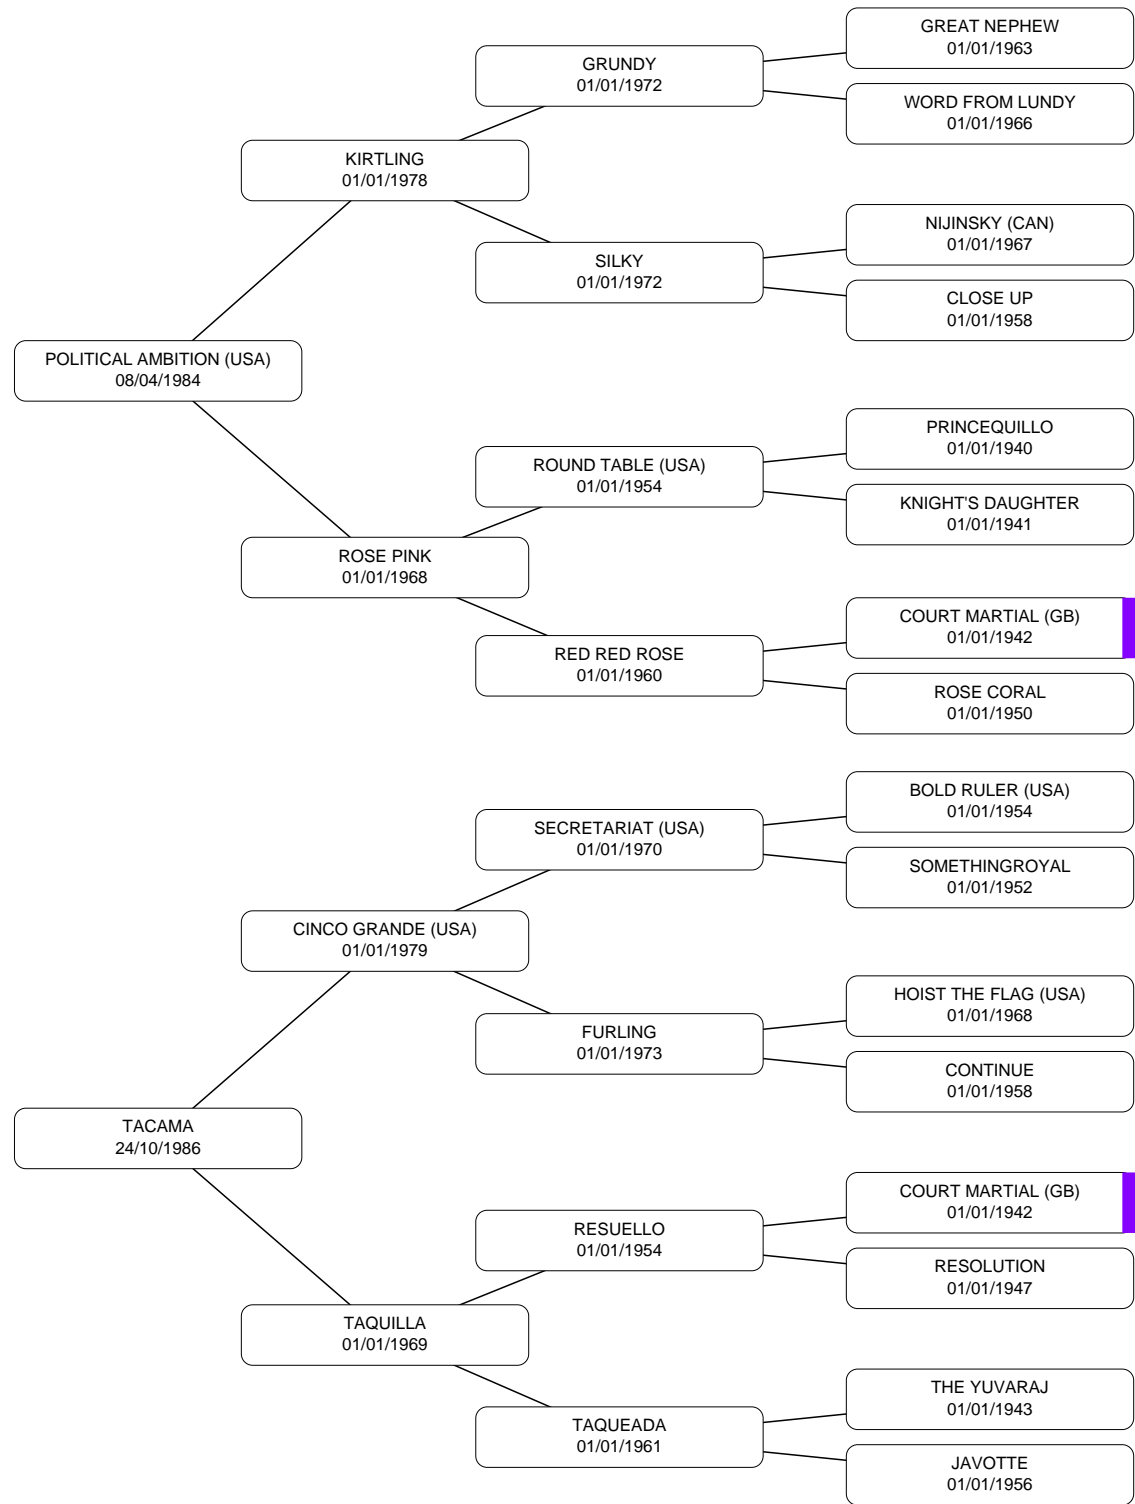 GREAT NEPHEW
01/01/1963
GRUNDY
01/01/1972
WORD FROM LUNDY
01/01/1966
KIRTLING
01/01/1978
NIJINSKY (CAN)
01/01/1967
SILKY
01/01/1972
CLOSE UP
01/01/1958
POLITICAL AMBITION (USA)
08/04/1984
PRINCEQUILLO
01/01/1940
ROUND TABLE (USA)
01/01/1954
KNIGHT'S DAUGHTER
01/01/1941
ROSE PINK
01/01/1968
COURT MARTIAL (GB)
01/01/1942
RED RED ROSE
01/01/1960
ROSE CORAL
01/01/1950
BOLD RULER (USA)
01/01/1954
SECRETARIAT (USA)
01/01/1970
SOMETHINGROYAL
01/01/1952
CINCO GRANDE (USA)
01/01/1979
HOIST THE FLAG (USA)
01/01/1968
FURLING
01/01/1973
CONTINUE
01/01/1958
TACAMA
24/10/1986
COURT MARTIAL (GB)
01/01/1942
RESUELLO
01/01/1954
RESOLUTION
01/01/1947
TAQUILLA
01/01/1969
THE YUVARAJ
01/01/1943
TAQUEADA
01/01/1961
JAVOTTE
01/01/1956